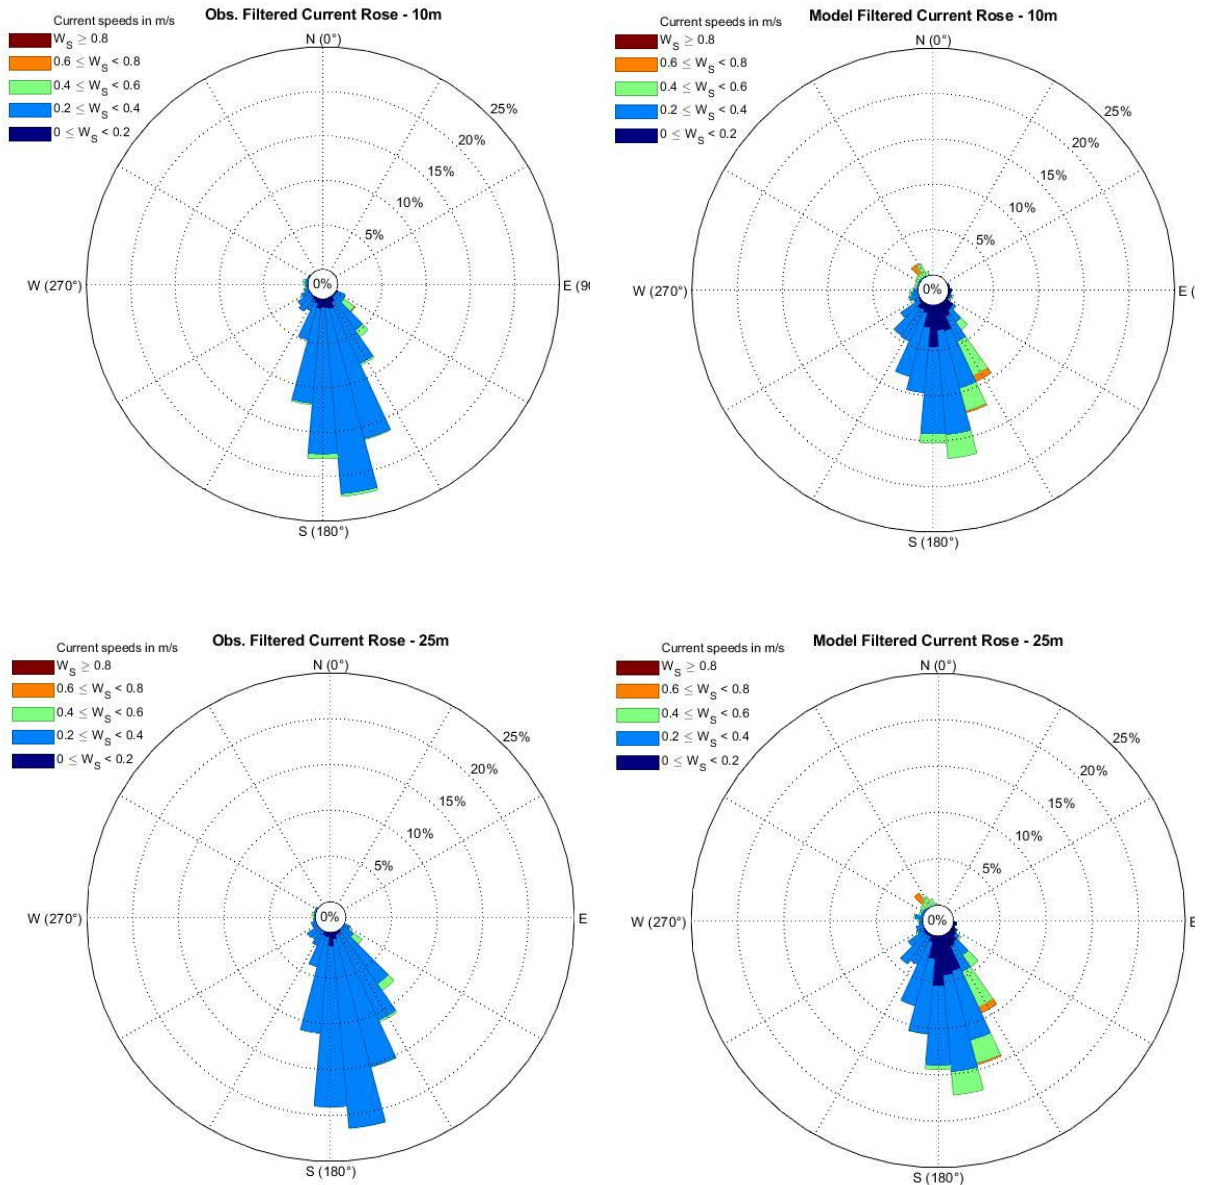 Obs. Filtered Current Rose - 10m
Current speeds in m/s
W_S ≥ 0.8
0.6 ≤ W_S < 0.8
0.4 ≤ W_S < 0.6
0.2 ≤ W_S < 0.4
0 ≤ W_S < 0.2
N (0°)
25%
20%
15%
10%
5%
0%
W (270°)
E (9
S (180°)
Model Filtered Current Rose - 10m
Current speeds in m/s
W_S ≥ 0.8
0.6 ≤ W_S < 0.8
0.4 ≤ W_S < 0.6
0.2 ≤ W_S < 0.4
0 ≤ W_S < 0.2
N (0°)
25%
20%
15%
10%
5%
0%
W (270°)
E (
S (180°)
Obs. Filtered Current Rose - 25m
Current speeds in m/s
W_S ≥ 0.8
0.6 ≤ W_S < 0.8
0.4 ≤ W_S < 0.6
0.2 ≤ W_S < 0.4
0 ≤ W_S < 0.2
N (0°)
25%
20%
15%
10%
5%
0%
W (270°)
E
S (180°)
Model Filtered Current Rose - 25m
Current speeds in m/s
W_S ≥ 0.8
0.6 ≤ W_S < 0.8
0.4 ≤ W_S < 0.6
0.2 ≤ W_S < 0.4
0 ≤ W_S < 0.2
N (0°)
25%
20%
15%
10%
5%
0%
W (270°)
E
S (180°)